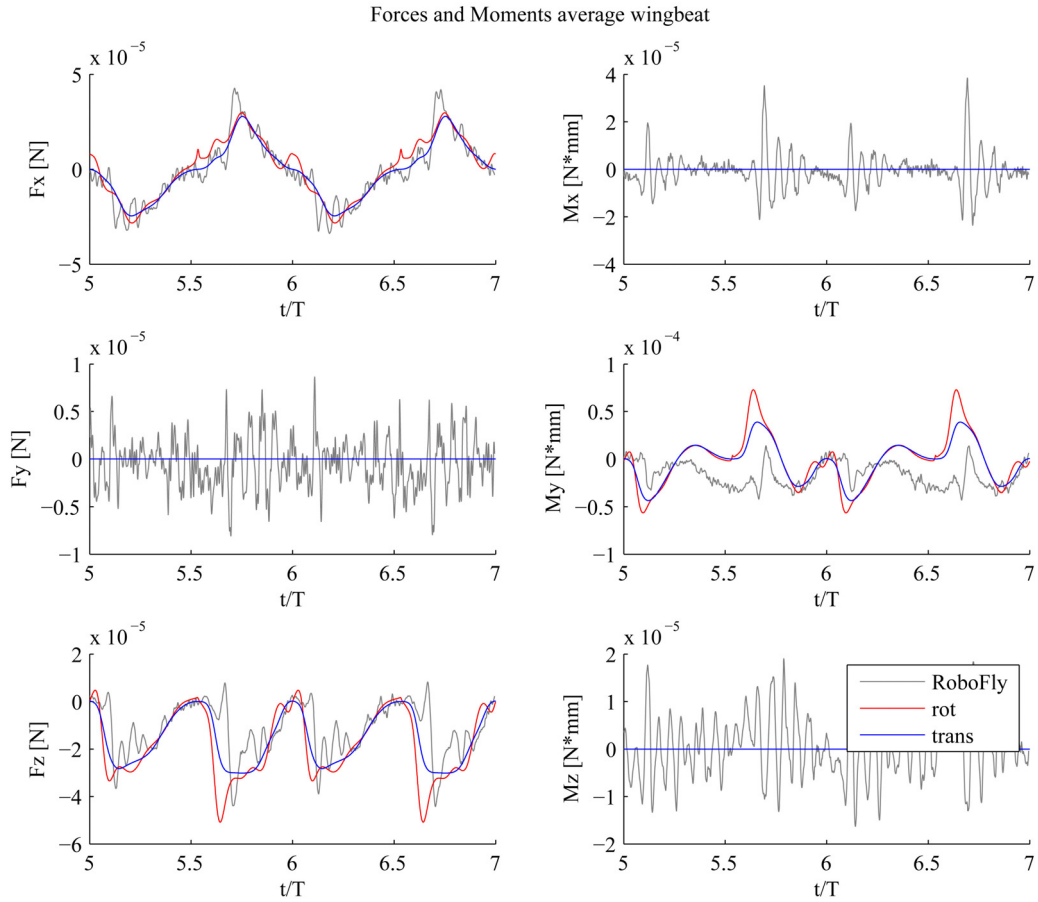 Forces and Moments average wingbeat
x 10⁻⁵
5
0
−5
Fx [N]
5
5.5
6
6.5
7
t/T
x 10⁻⁵
4
2
0
−2
−4
Mx [N*mm]
5
5.5
6
6.5
7
t/T
x 10⁻⁵
1
0.5
0
−0.5
−1
Fy [N]
5
5.5
6
6.5
7
t/T
x 10⁻⁴
1
0.5
0
−0.5
−1
My [N*mm]
5
5.5
6
6.5
7
t/T
x 10⁻⁵
2
0
−2
−4
−6
Fz [N]
5
5.5
6
6.5
7
t/T
x 10⁻⁵
2
1
0
−1
−2
Mz [N*mm]
5
5.5
6
6.5
7
t/T
RoboFly
rot
trans